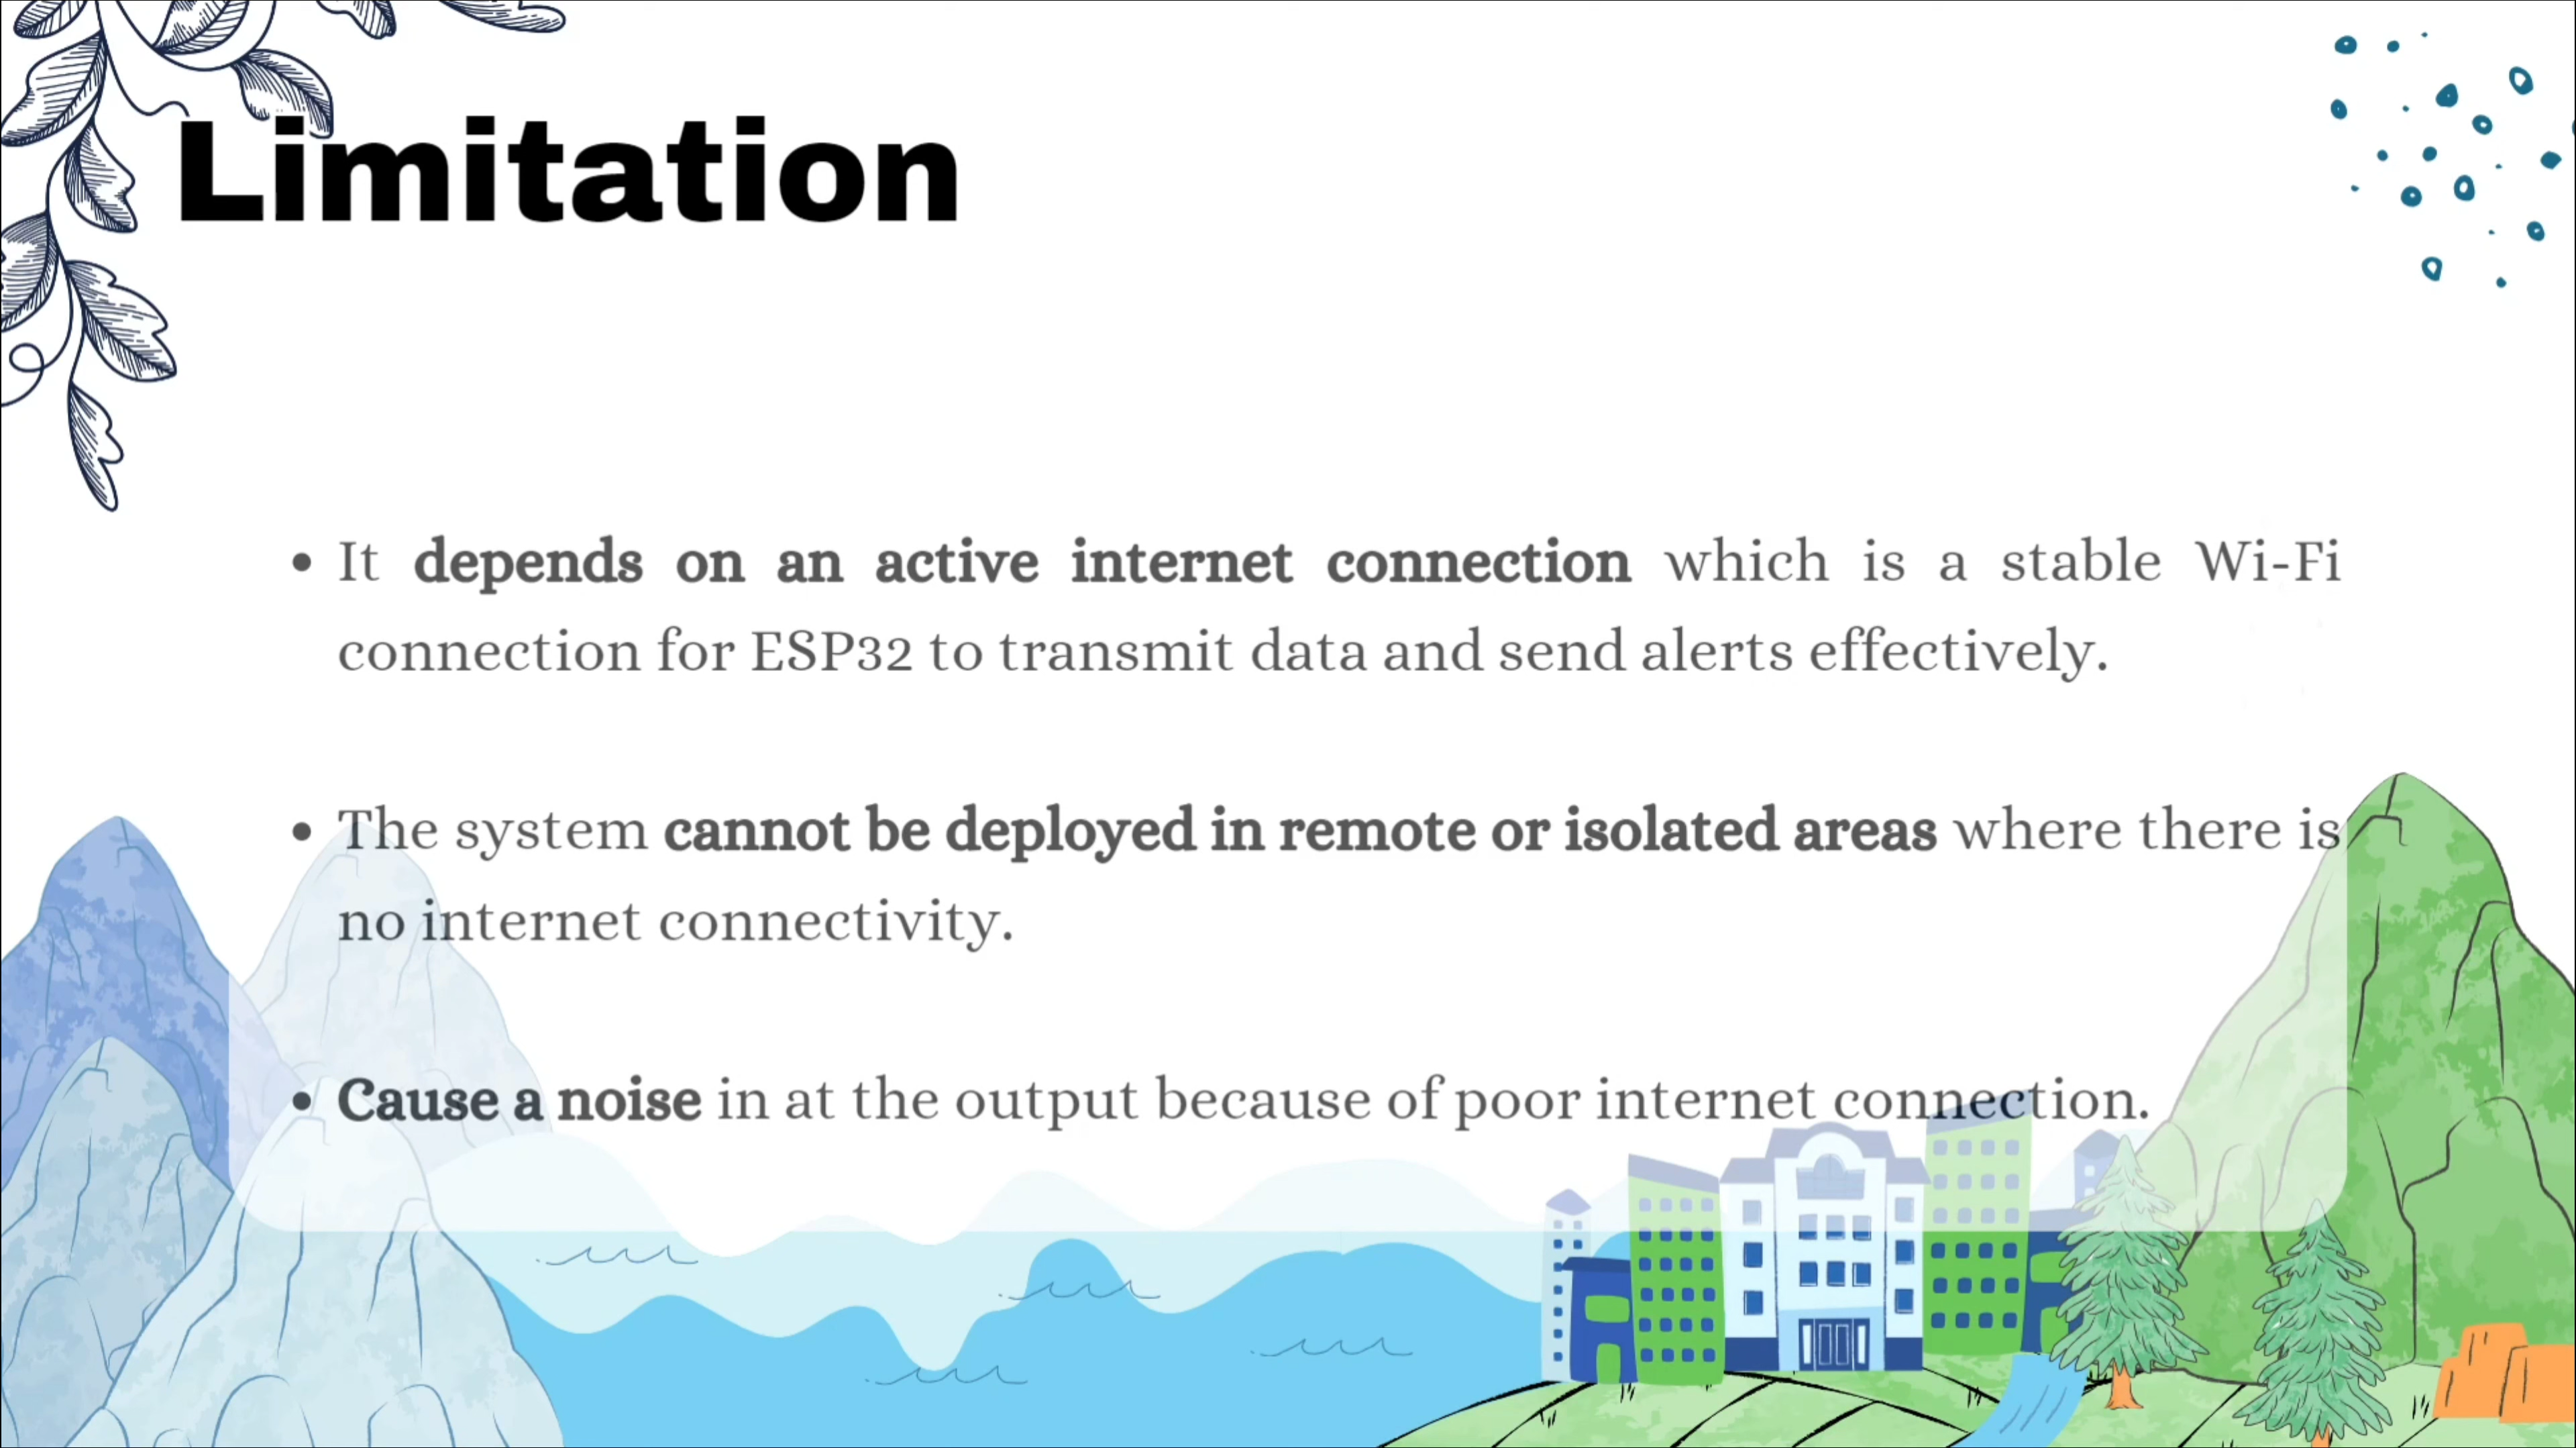 Limitation
• It depends on an active internet connection which is a stable Wi-Fi
connection for ESP32 to transmit data and send alerts effectively.
• The system cannot be deployed in remote or isolated areas where there is
no internet connectivity.
• Cause a noise in at the output because of poor internet connection.